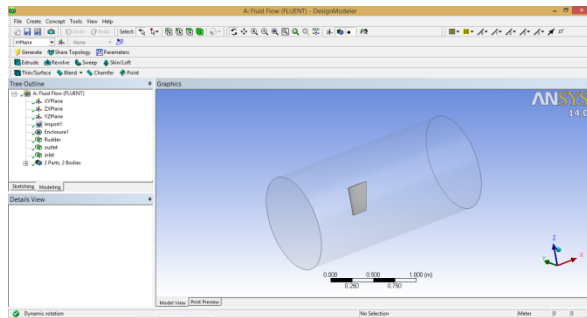 A: Fluid Flow (FLUENT) - DesignModeler
File Create Concept Tools View Help
Undo Redo Select:
XYPlane None
Generate Share Topology Parameters
Extrude Revolve Sweep Skin/Loft
Thin/Surface Blend Chamfer Point
Tree Outline
Graphics
A: Fluid Flow (FLUENT)
XYPlane
ZXPlane
YZPlane
Import1
Enclosure1
Rudder
outlet
inlet
2 Parts, 2 Bodies
Sketching Modeling
Details View
ANSYS
14.0
0.000 0.500 1.000 (m)
0.250 0.750
Z
Y X
Model View Print Preview
Dynamic rotation No Selection Meter 0 0